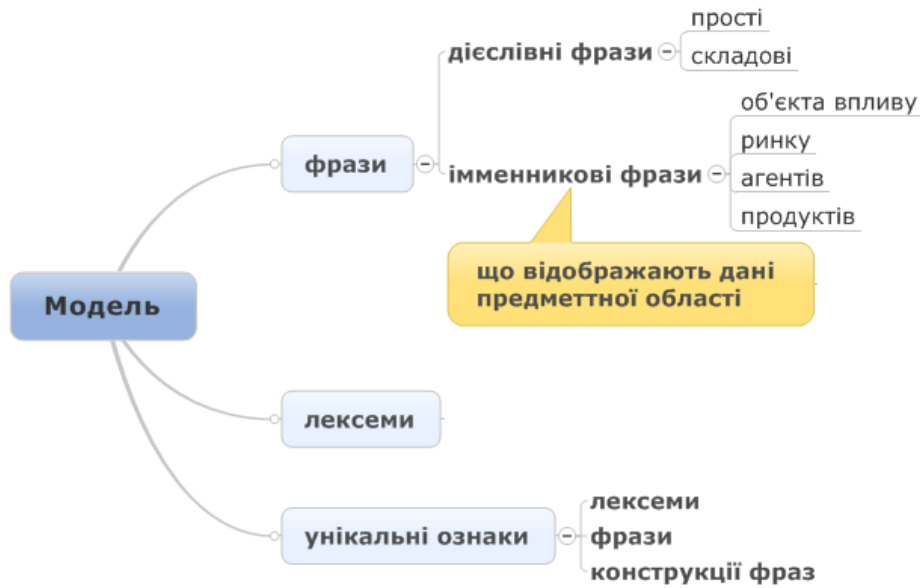 Модель
фрази
дієслівні фрази
прості
складові
імменникові фрази
об'єкта впливу
ринку
агентів
продуктів
що відображають дані
предметтної області
лексеми
унікальні ознаки
лексеми
фрази
конструкції фраз